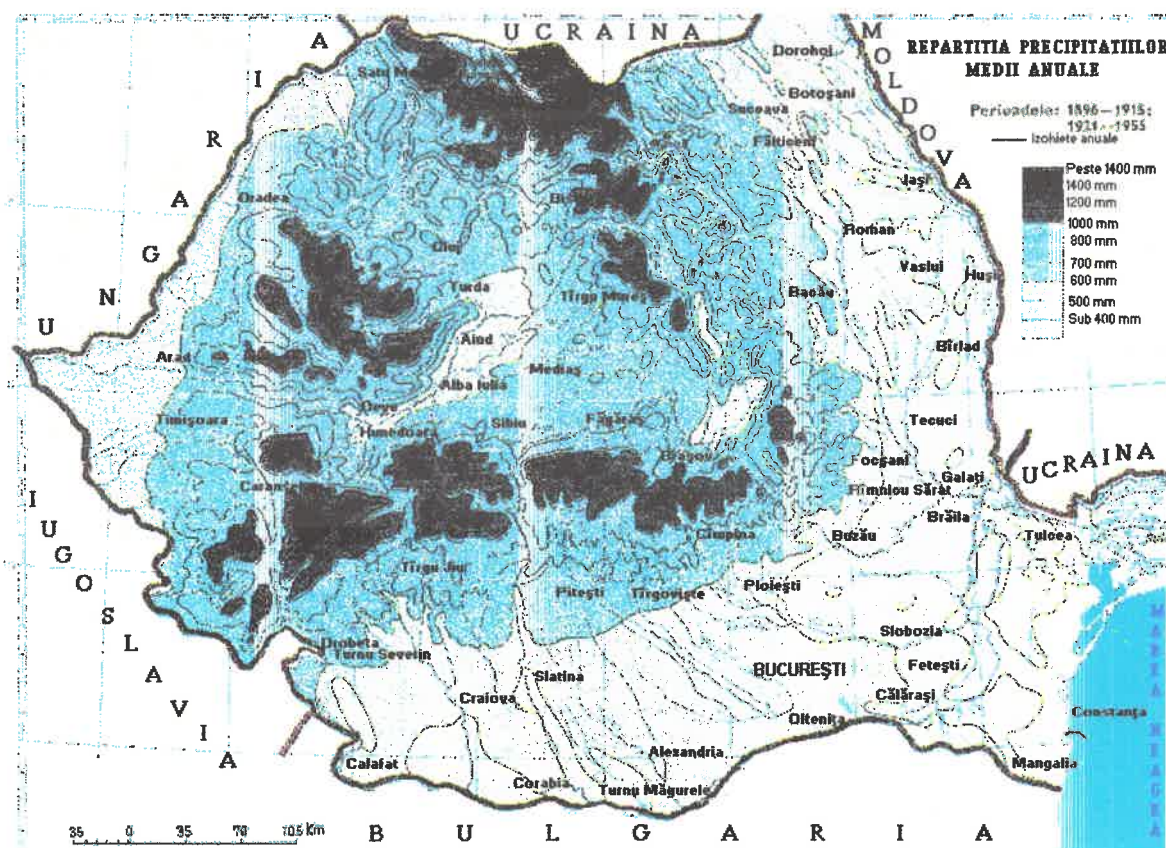 REPARTITIA PRECIPITATIILOR
MEDII ANUALE
Perioadele: 1896-1915;
1921-1955
Izohiete anuale
Peste 1400 mm
1400 mm
1200 mm
1000 mm
800 mm
700 mm
600 mm
500 mm
Sub 400 mm
UCRAINA
MOLDOVA
UNGARIA
IUGOSLAVIA
BULGARIA
UCRAINA
MAREA NEAGRA
Dorohoi
Botoşani
Suceava
Fălticeni
Iaşi
Oradea
Roman
Cluj
Vaslui
Huşi
Turda
Tîrgu Mureş
Bacău
Aiud
Bîrlad
Arad
Mediaş
Alba Iulia
Timişoara
Sibiu
Făgăraş
Tecuci
Braşov
Focşani
Galaţi
Rîmnicu Sărat
Brăila
Cîmpina
Buzău
Tulcea
Tîrgu Jiu
Piteşti
Tîrgovişte
Ploieşti
Slobozia
Drobeta
Turnu Severin
BUCUREŞTI
Feteşti
Slatina
Craiova
Călăraşi
Olteniţa
Constanţa
Alexandria
Calafat
Mangalia
Corabia
Turnu Măgurele
35 0 35 70 105 Km